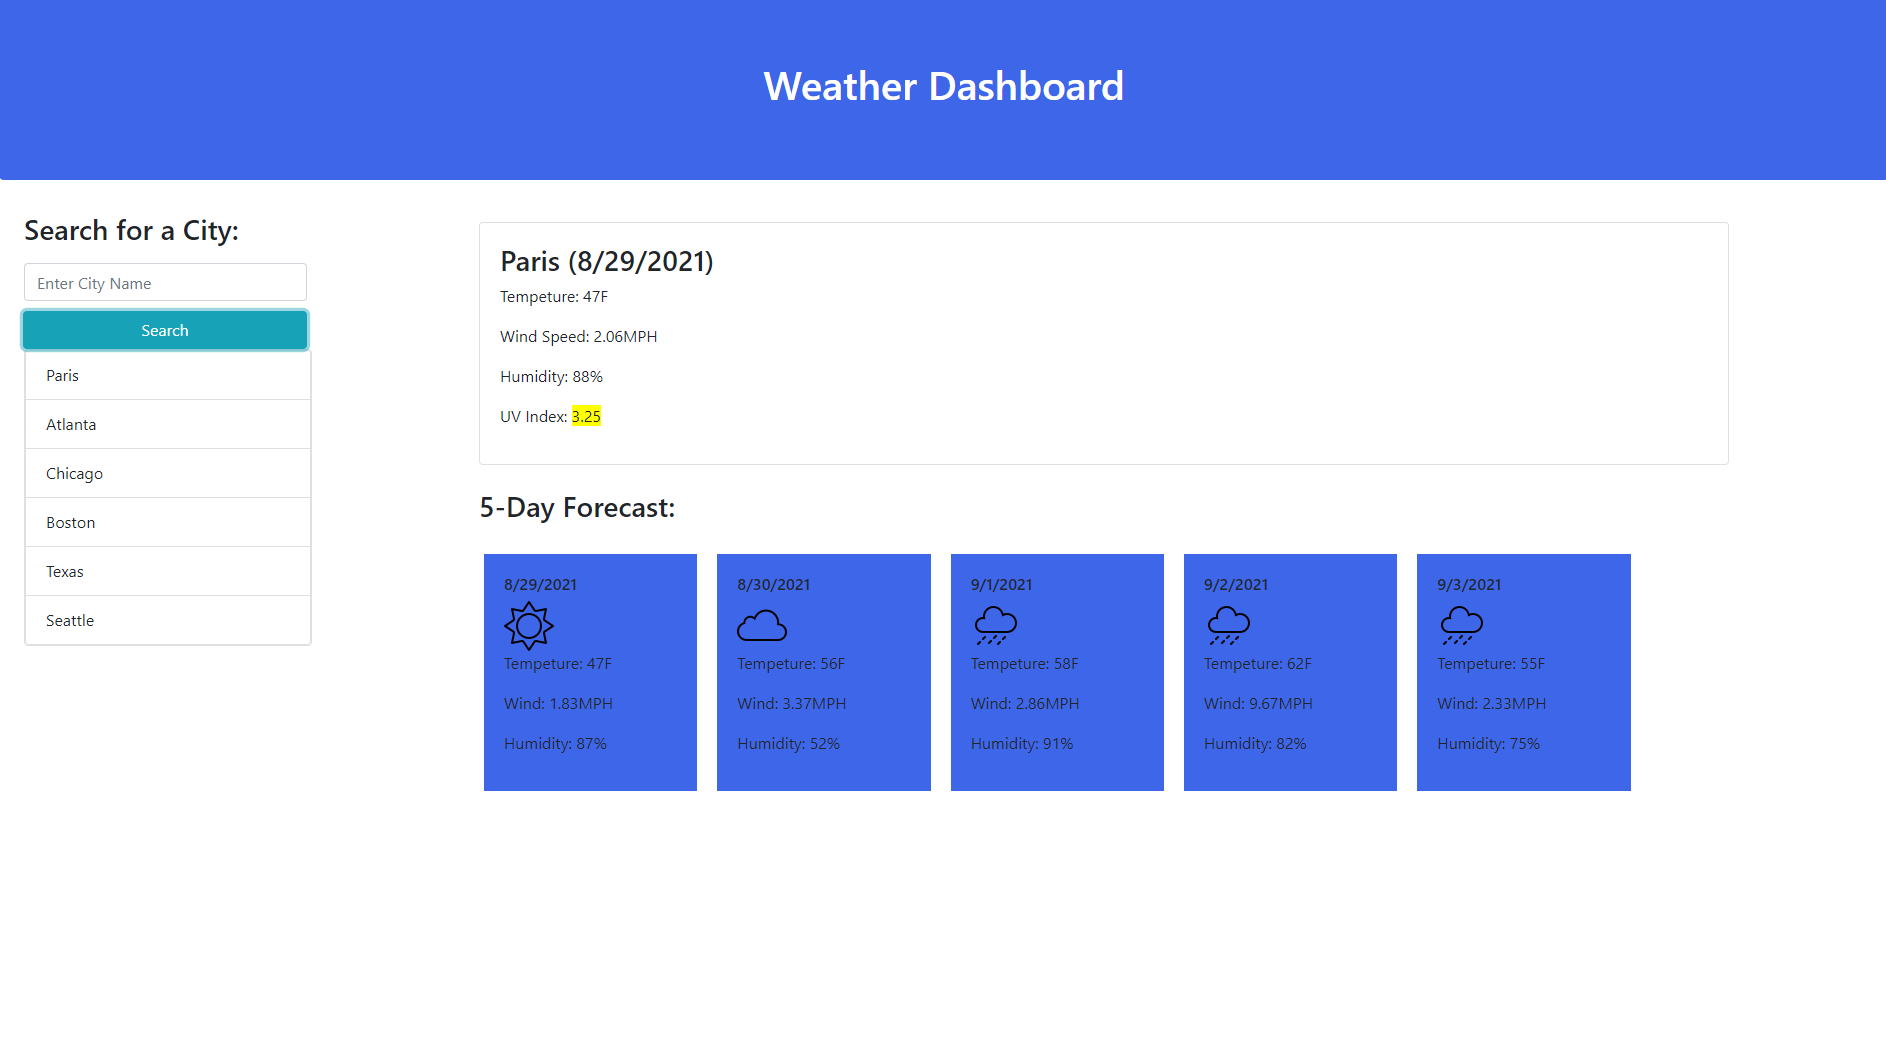 Weather Dashboard
Search for a City:
Enter City Name
Search
Paris
Atlanta
Chicago
Boston
Texas
Seattle
Paris (8/29/2021)
Tempeture: 47F
Wind Speed: 2.06MPH
Humidity: 88%
UV Index: 3.25
5-Day Forecast:
8/29/2021
Tempeture: 47F
Wind: 1.83MPH
Humidity: 87%
8/30/2021
Tempeture: 56F
Wind: 3.37MPH
Humidity: 52%
9/1/2021
Tempeture: 58F
Wind: 2.86MPH
Humidity: 91%
9/2/2021
Tempeture: 62F
Wind: 9.67MPH
Humidity: 82%
9/3/2021
Tempeture: 55F
Wind: 2.33MPH
Humidity: 75%